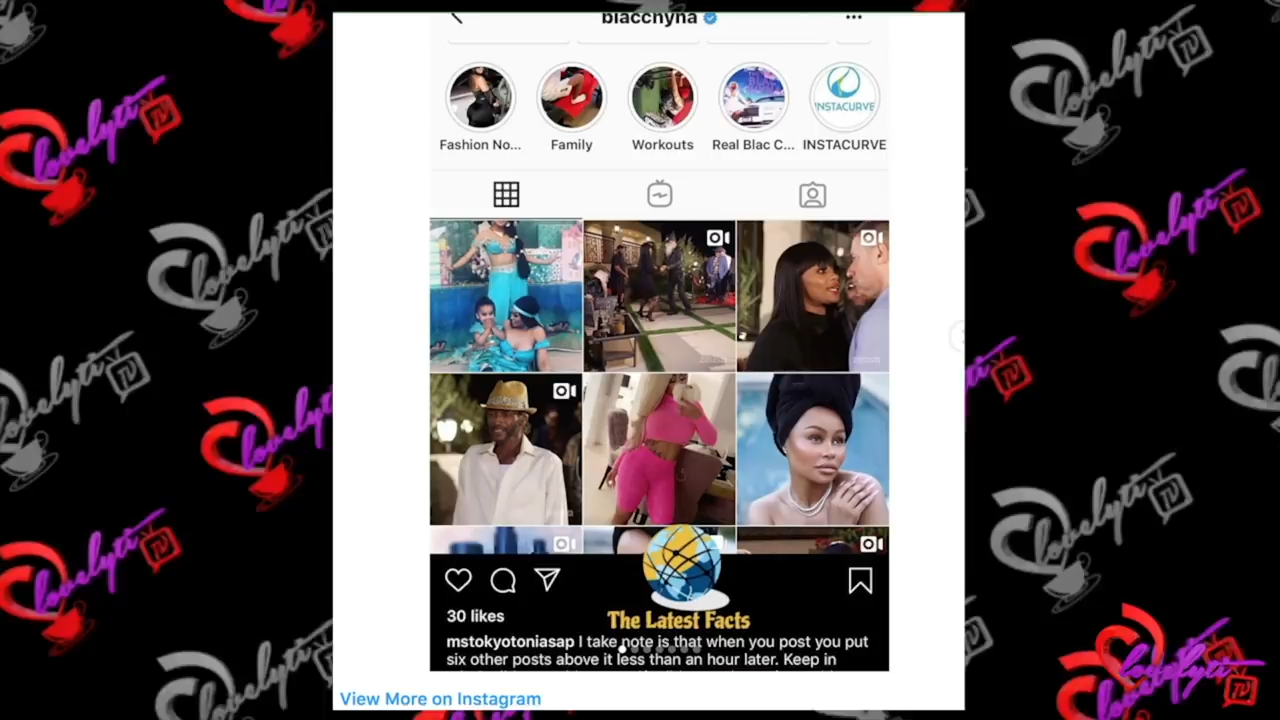 blacchyna
Fashion No...
Family
Workouts
Real Blac C...
INSTACURVE
INSTACURVE
30 likes
The Latest Facts
mstokyotoniasap I take note is that when you post you put
six other posts above it less than an hour later. Keep in
View More on Instagram
Lovelyti TV